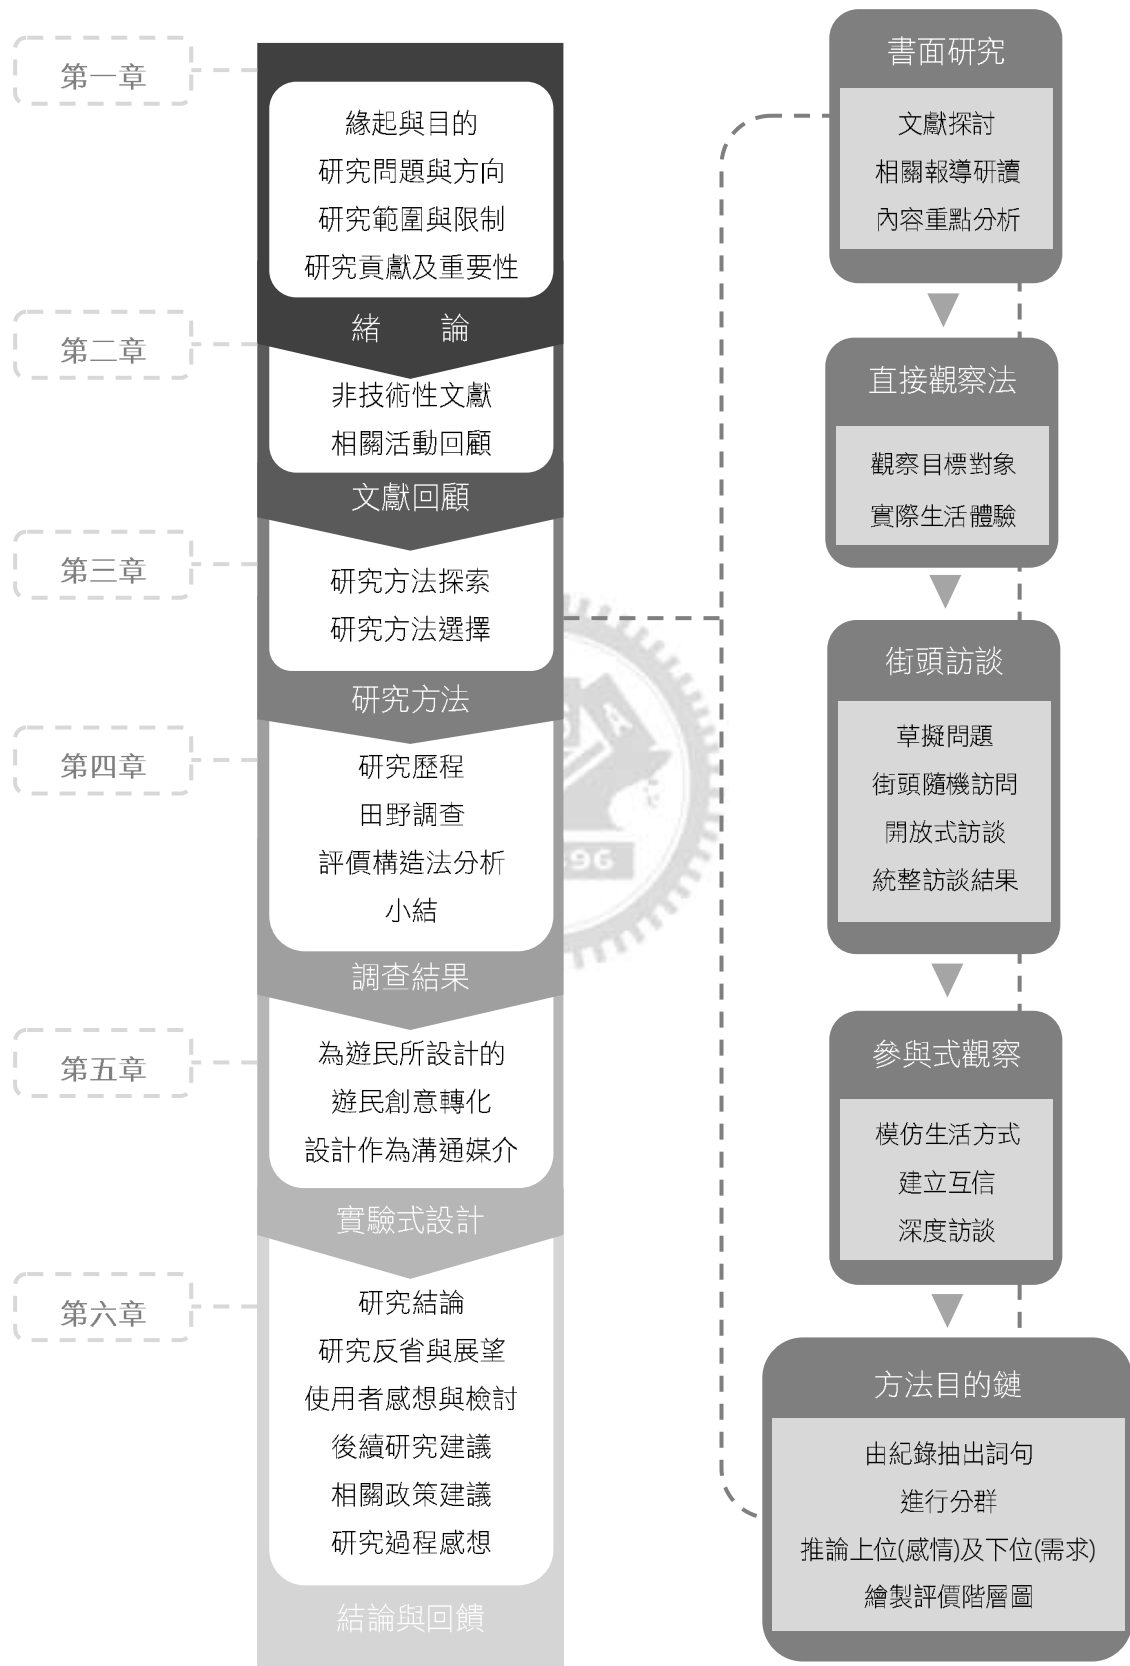 第一章
緣起與目的
研究問題與方向
研究範圍與限制
研究貢獻及重要性
緒 論
第二章
非技術性文獻
相關活動回顧
文獻回顧
第三章
研究方法探索
研究方法選擇
研究方法
第四章
研究歷程
田野調查
評價構造法分析
小結
調查結果
第五章
為遊民所設計的
遊民創意轉化
設計作為溝通媒介
實驗式設計
第六章
研究結論
研究反省與展望
使用者感想與檢討
後續研究建議
相關政策建議
研究過程感想
結論與回饋
書面研究
文獻探討
相關報導研讀
內容重點分析
直接觀察法
觀察目標對象
實際生活體驗
街頭訪談
草擬問題
街頭隨機訪問
開放式訪談
統整訪談結果
參與式觀察
模仿生活方式
建立互信
深度訪談
方法目的鏈
由紀錄抽出詞句
進行分群
推論上位(感情)及下位(需求)
繪製評價階層圖